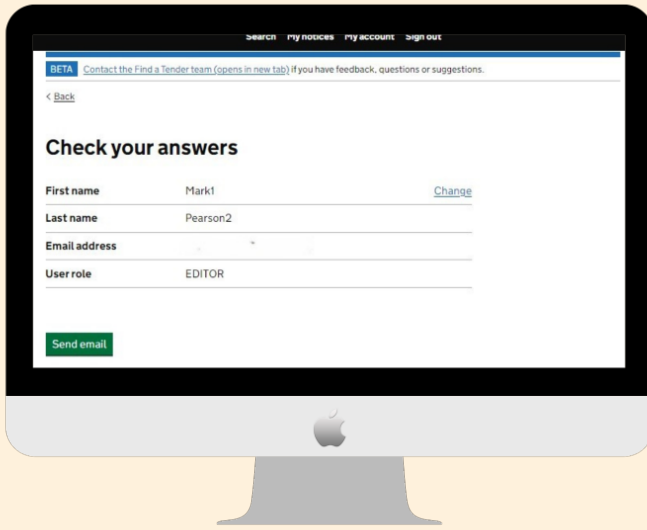 Search My notices My account Sign out
BETA Contact the Find a Tender team (opens in new tab) if you have feedback, questions or suggestions.
< Back
Check your answers
First name Mark1 Change
Last name Pearson2
Email address
User role EDITOR
Send email